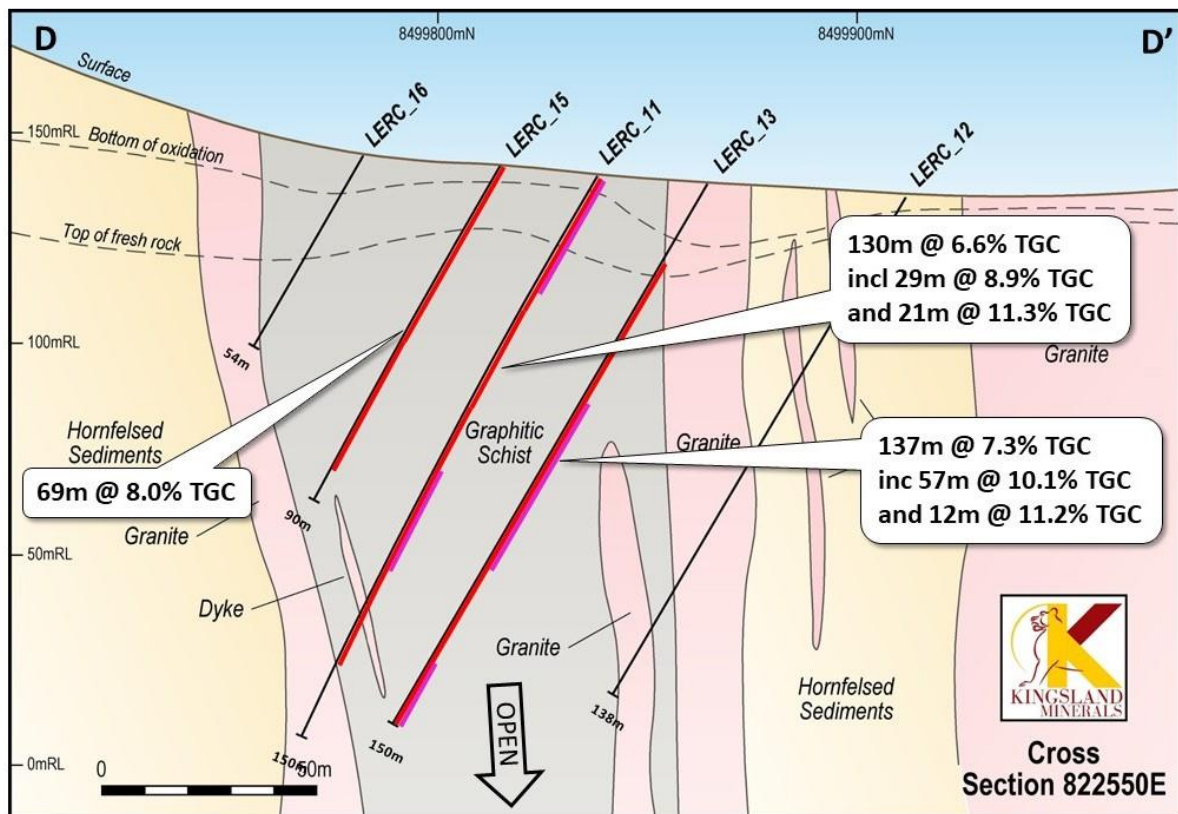 D
8499800mN
8499900mN
D'
Surface
LERC_16
LERC_15
LERC_11
LERC_13
LERC_12
150mRL
Bottom of oxidation
Top of fresh rock
130m @ 6.6% TGC
incl 29m @ 8.9% TGC
and 21m @ 11.3% TGC
100mRL
54m
Granite
Hornfelsed
Sediments
Graphitic
Schist
Granite
137m @ 7.3% TGC
inc 57m @ 10.1% TGC
and 12m @ 11.2% TGC
69m @ 8.0% TGC
90m
Granite
50mRL
Dyke
Granite
Hornfelsed
Sediments
138m
OPEN
150m
150m
0mRL
0
50m
K
KINGSLAND
MINERALS
Cross
Section 822550E